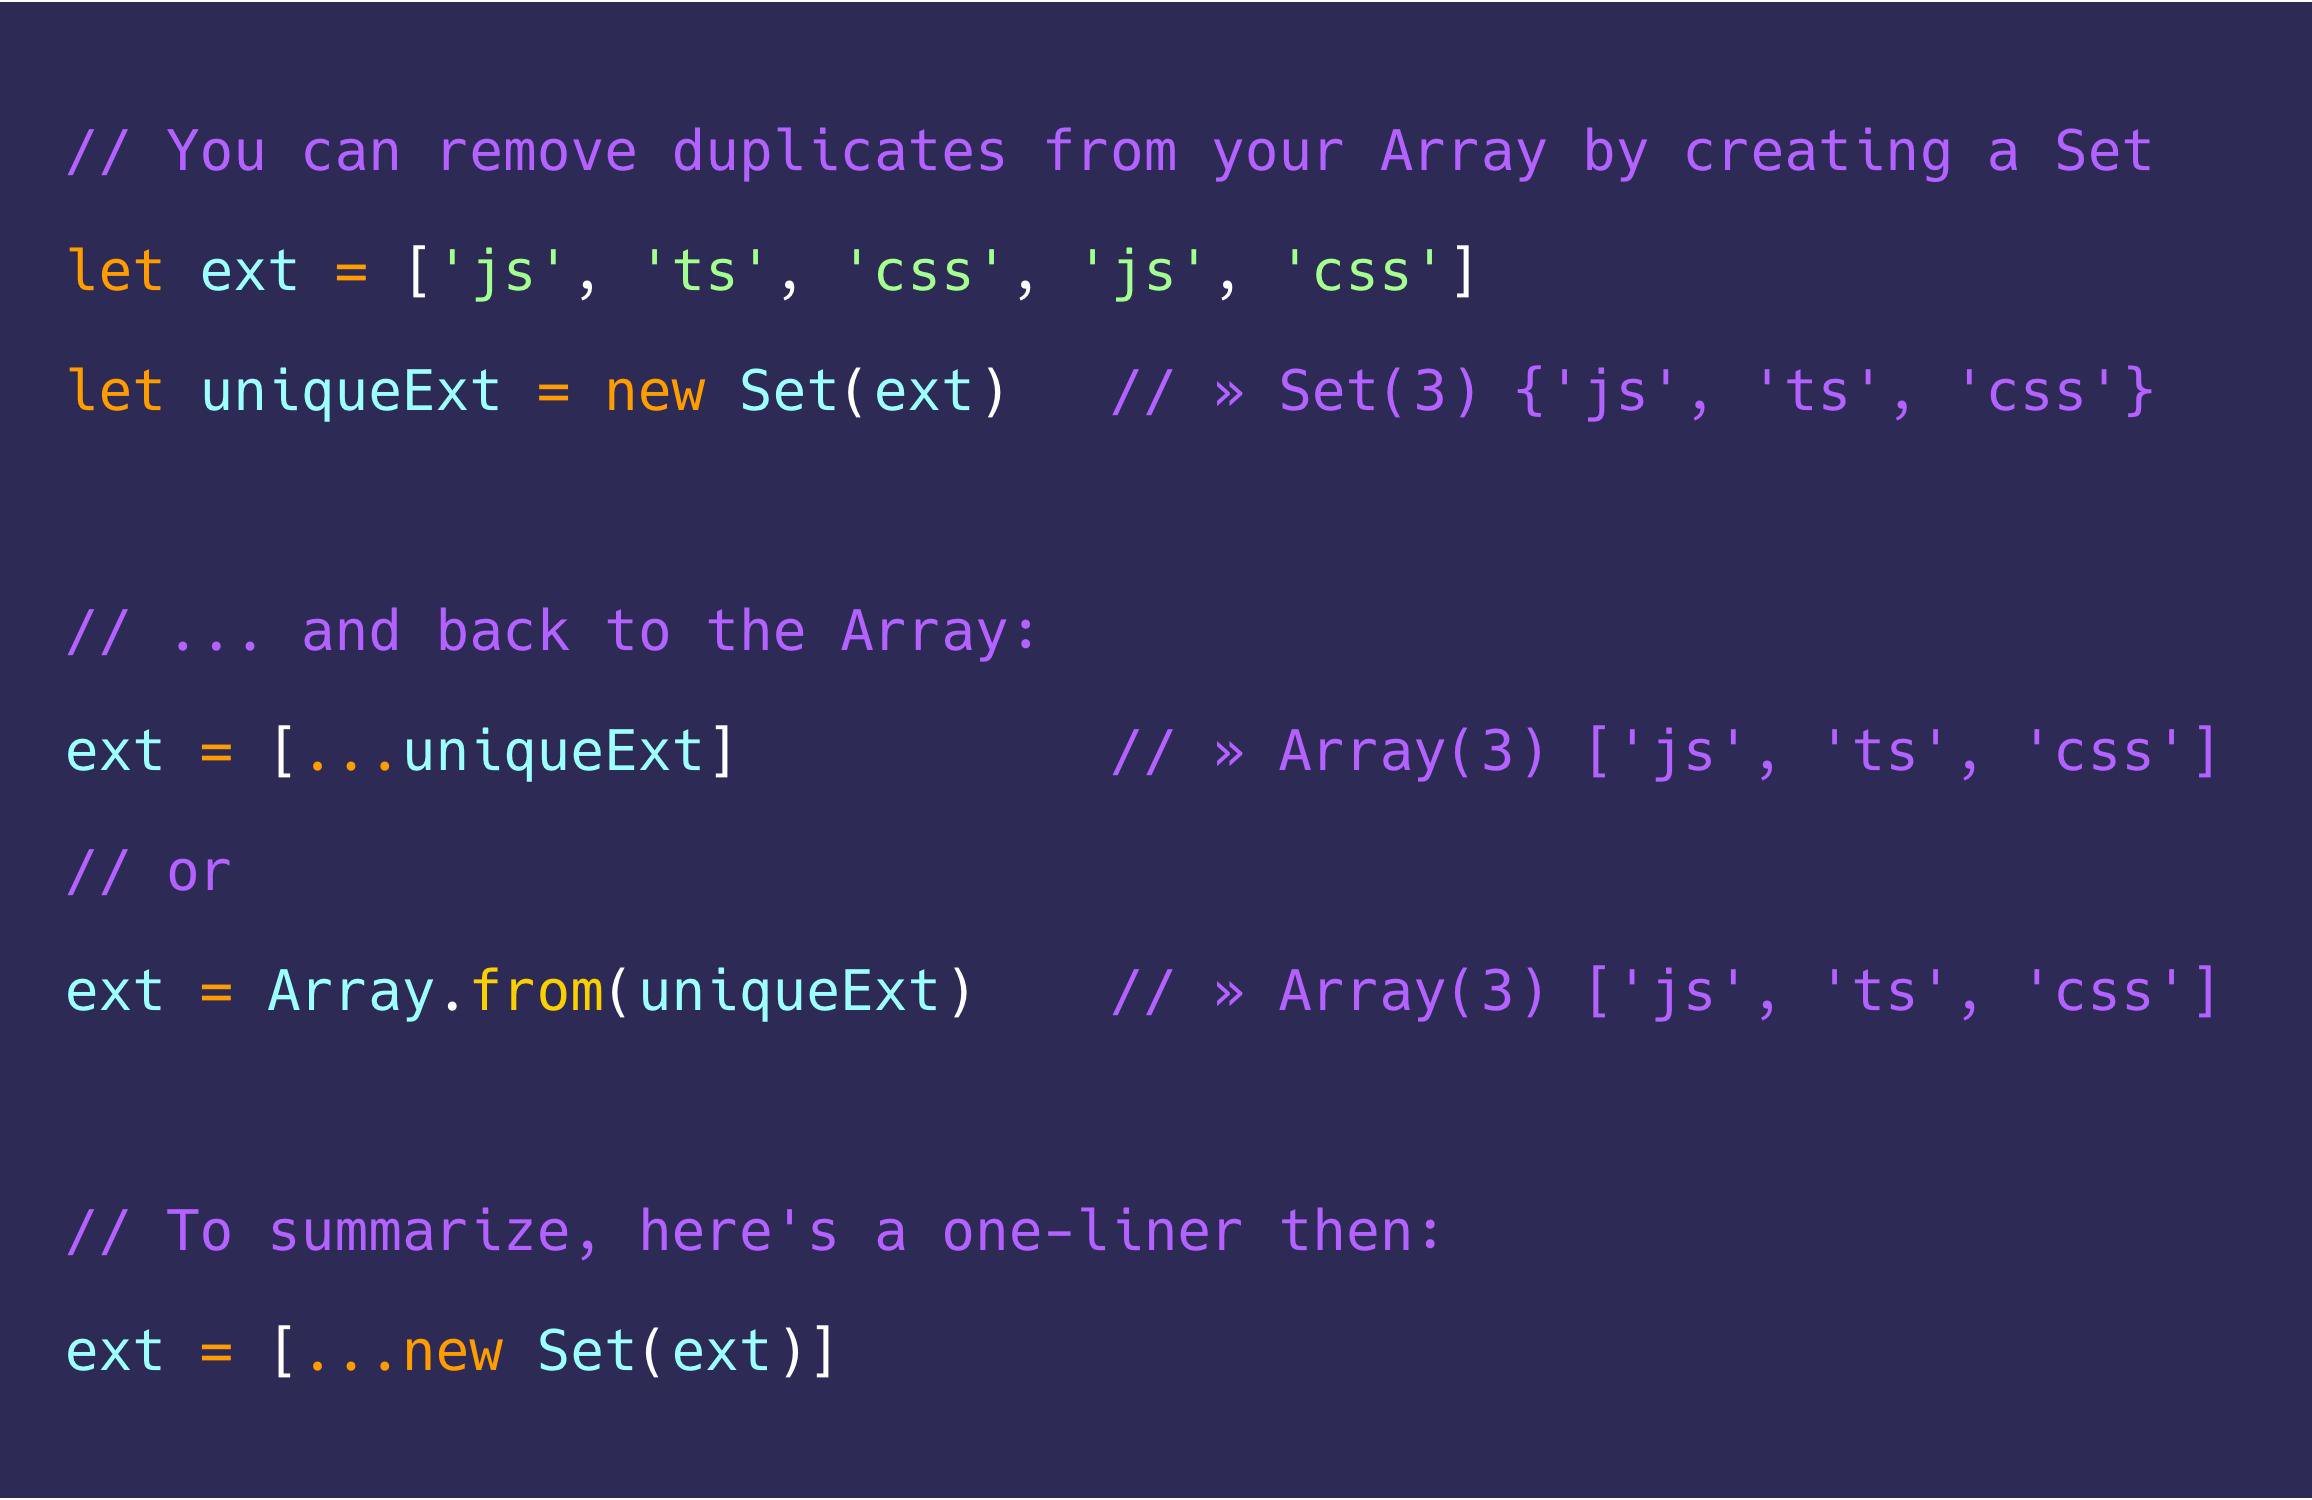 // You can remove duplicates from your Array by creating a Set
let ext = ['js', 'ts', 'css', 'js', 'css']
let uniqueExt = new Set(ext)   // » Set(3) {'js', 'ts', 'css'}
// ... and back to the Array:
ext = [...uniqueExt]           // » Array(3) ['js', 'ts', 'css']
// or
ext = Array.from(uniqueExt)    // » Array(3) ['js', 'ts', 'css']
// To summarize, here's a one-liner then:
ext = [...new Set(ext)]